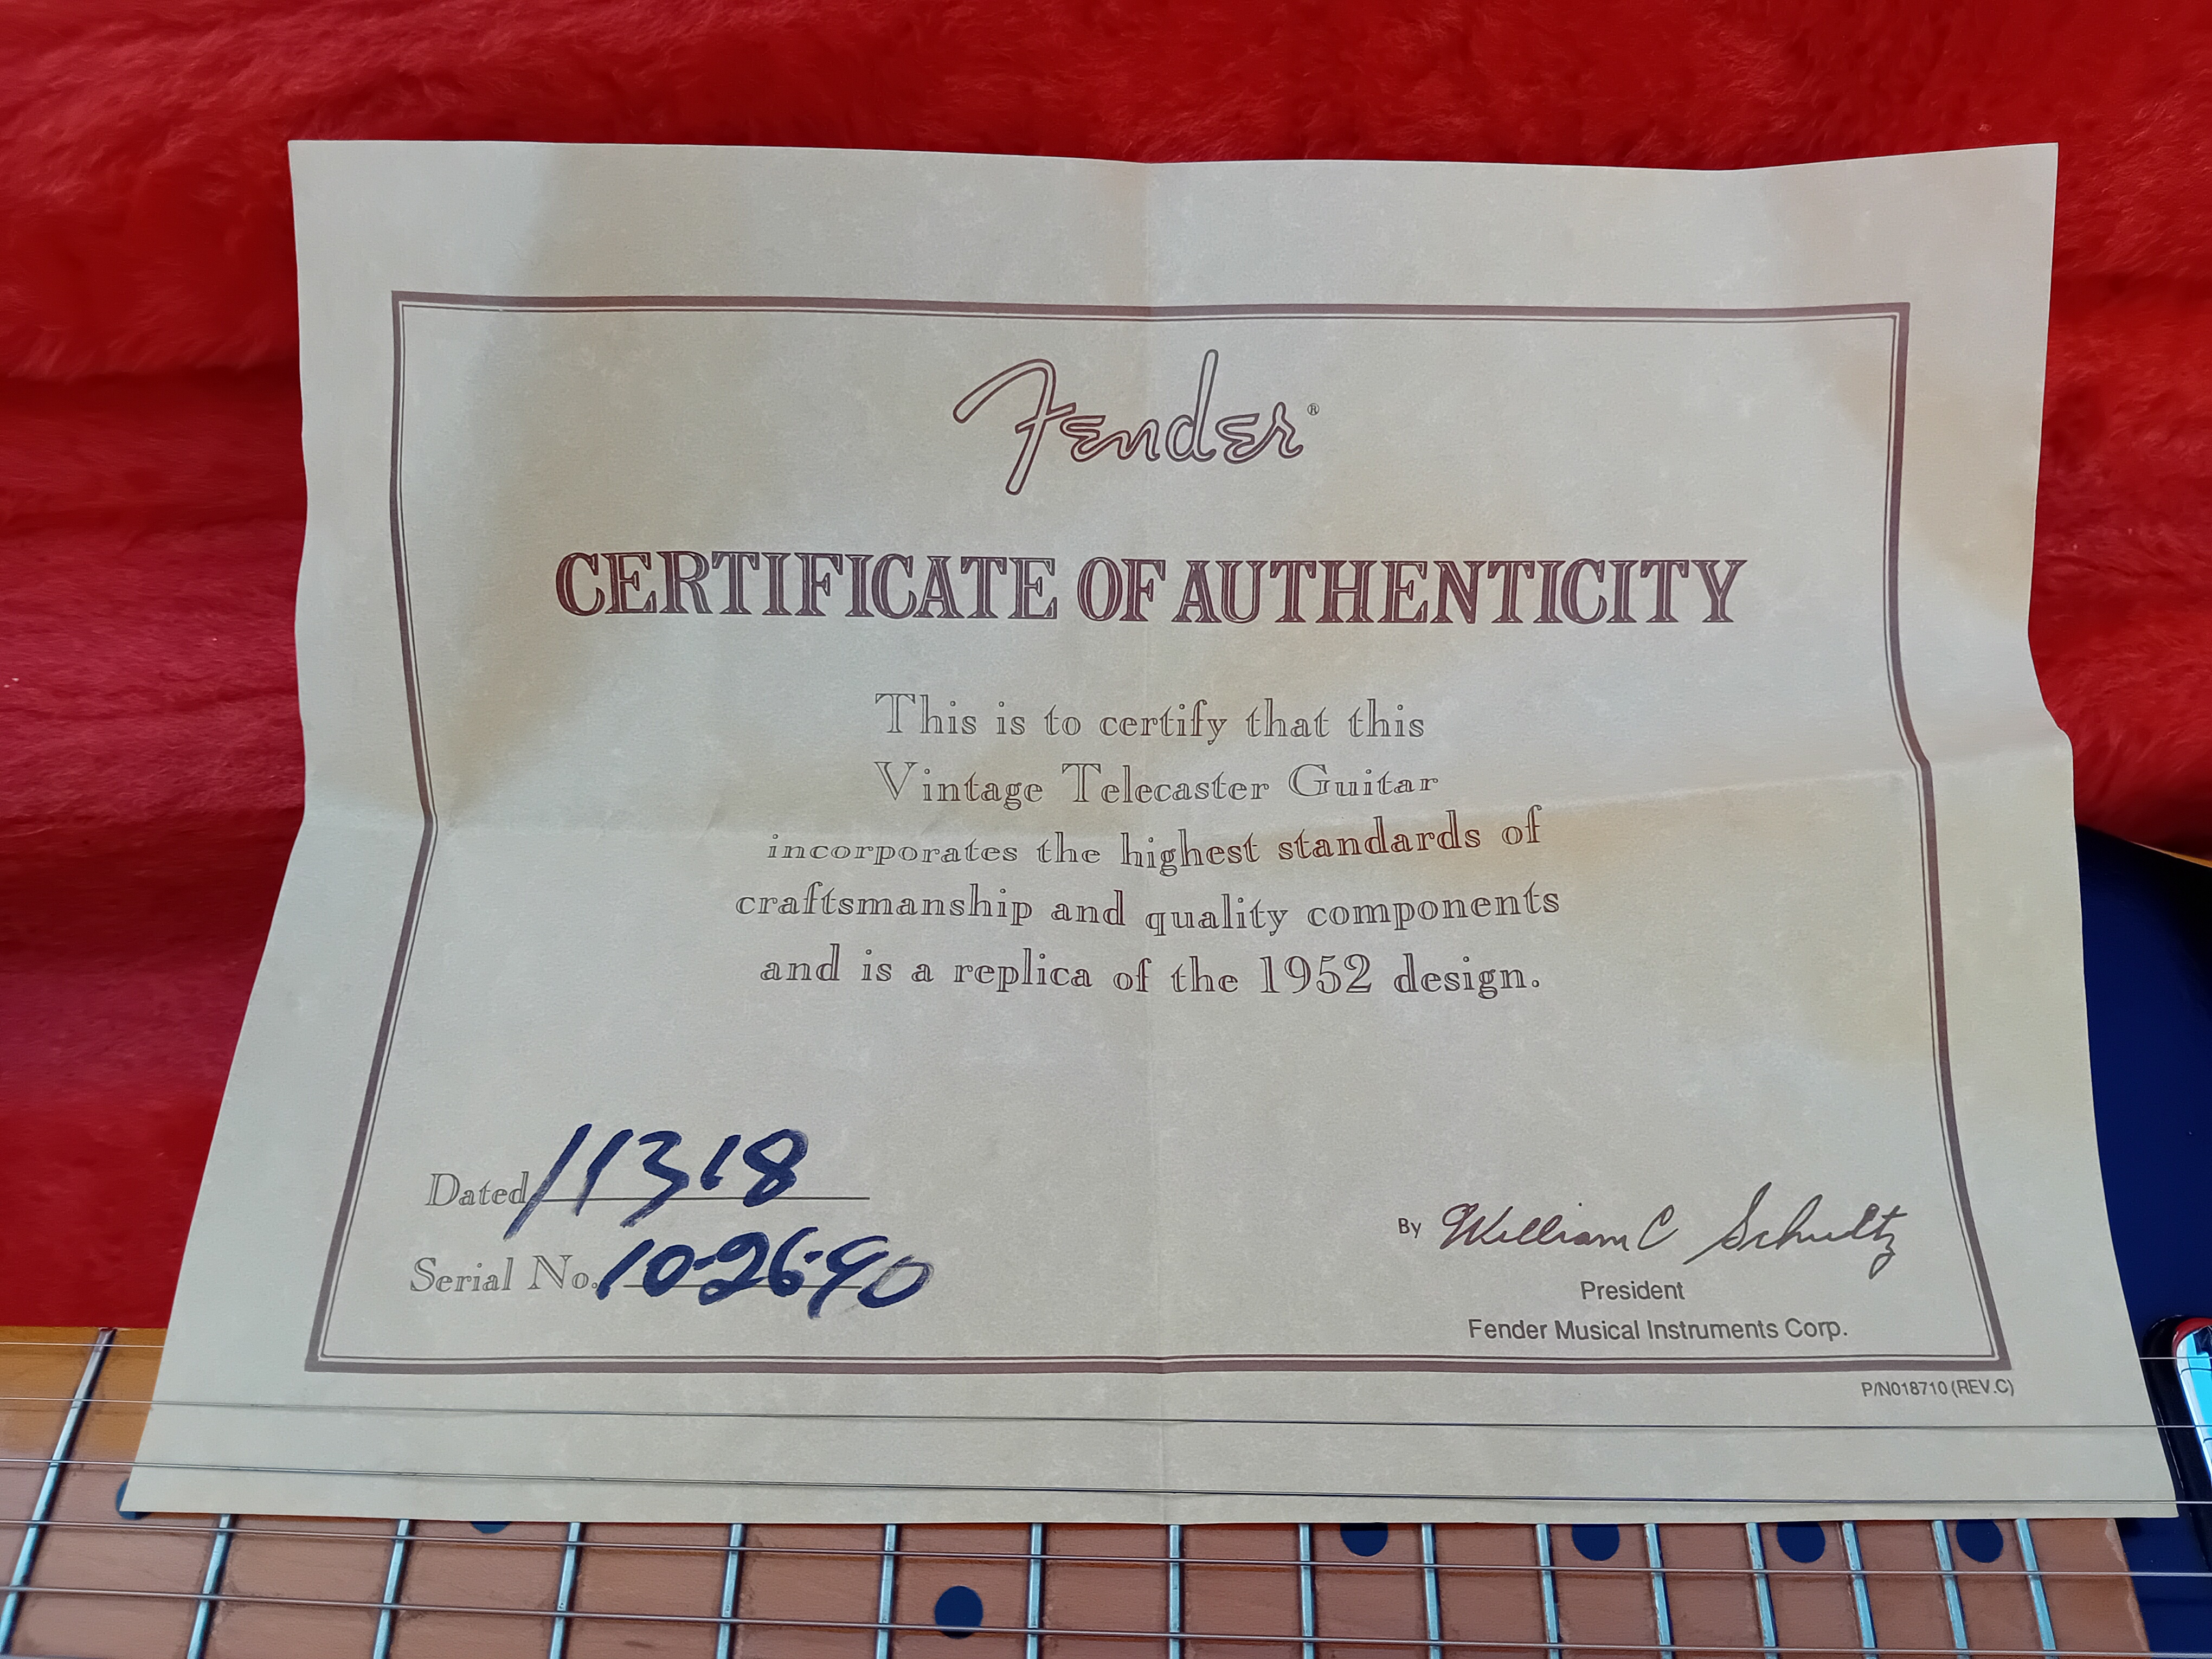 Fender®
CERTIFICATE OF AUTHENTICITY
This is to certify that this
Vintage Telecaster Guitar
incorporates the highest standards of
craftsmanship and quality components
and is a replica of the 1952 design.
Dated 11318
Serial No. 10-26-90
By William C Schultz
President
Fender Musical Instruments Corp.
P/N018710 (REV.C)